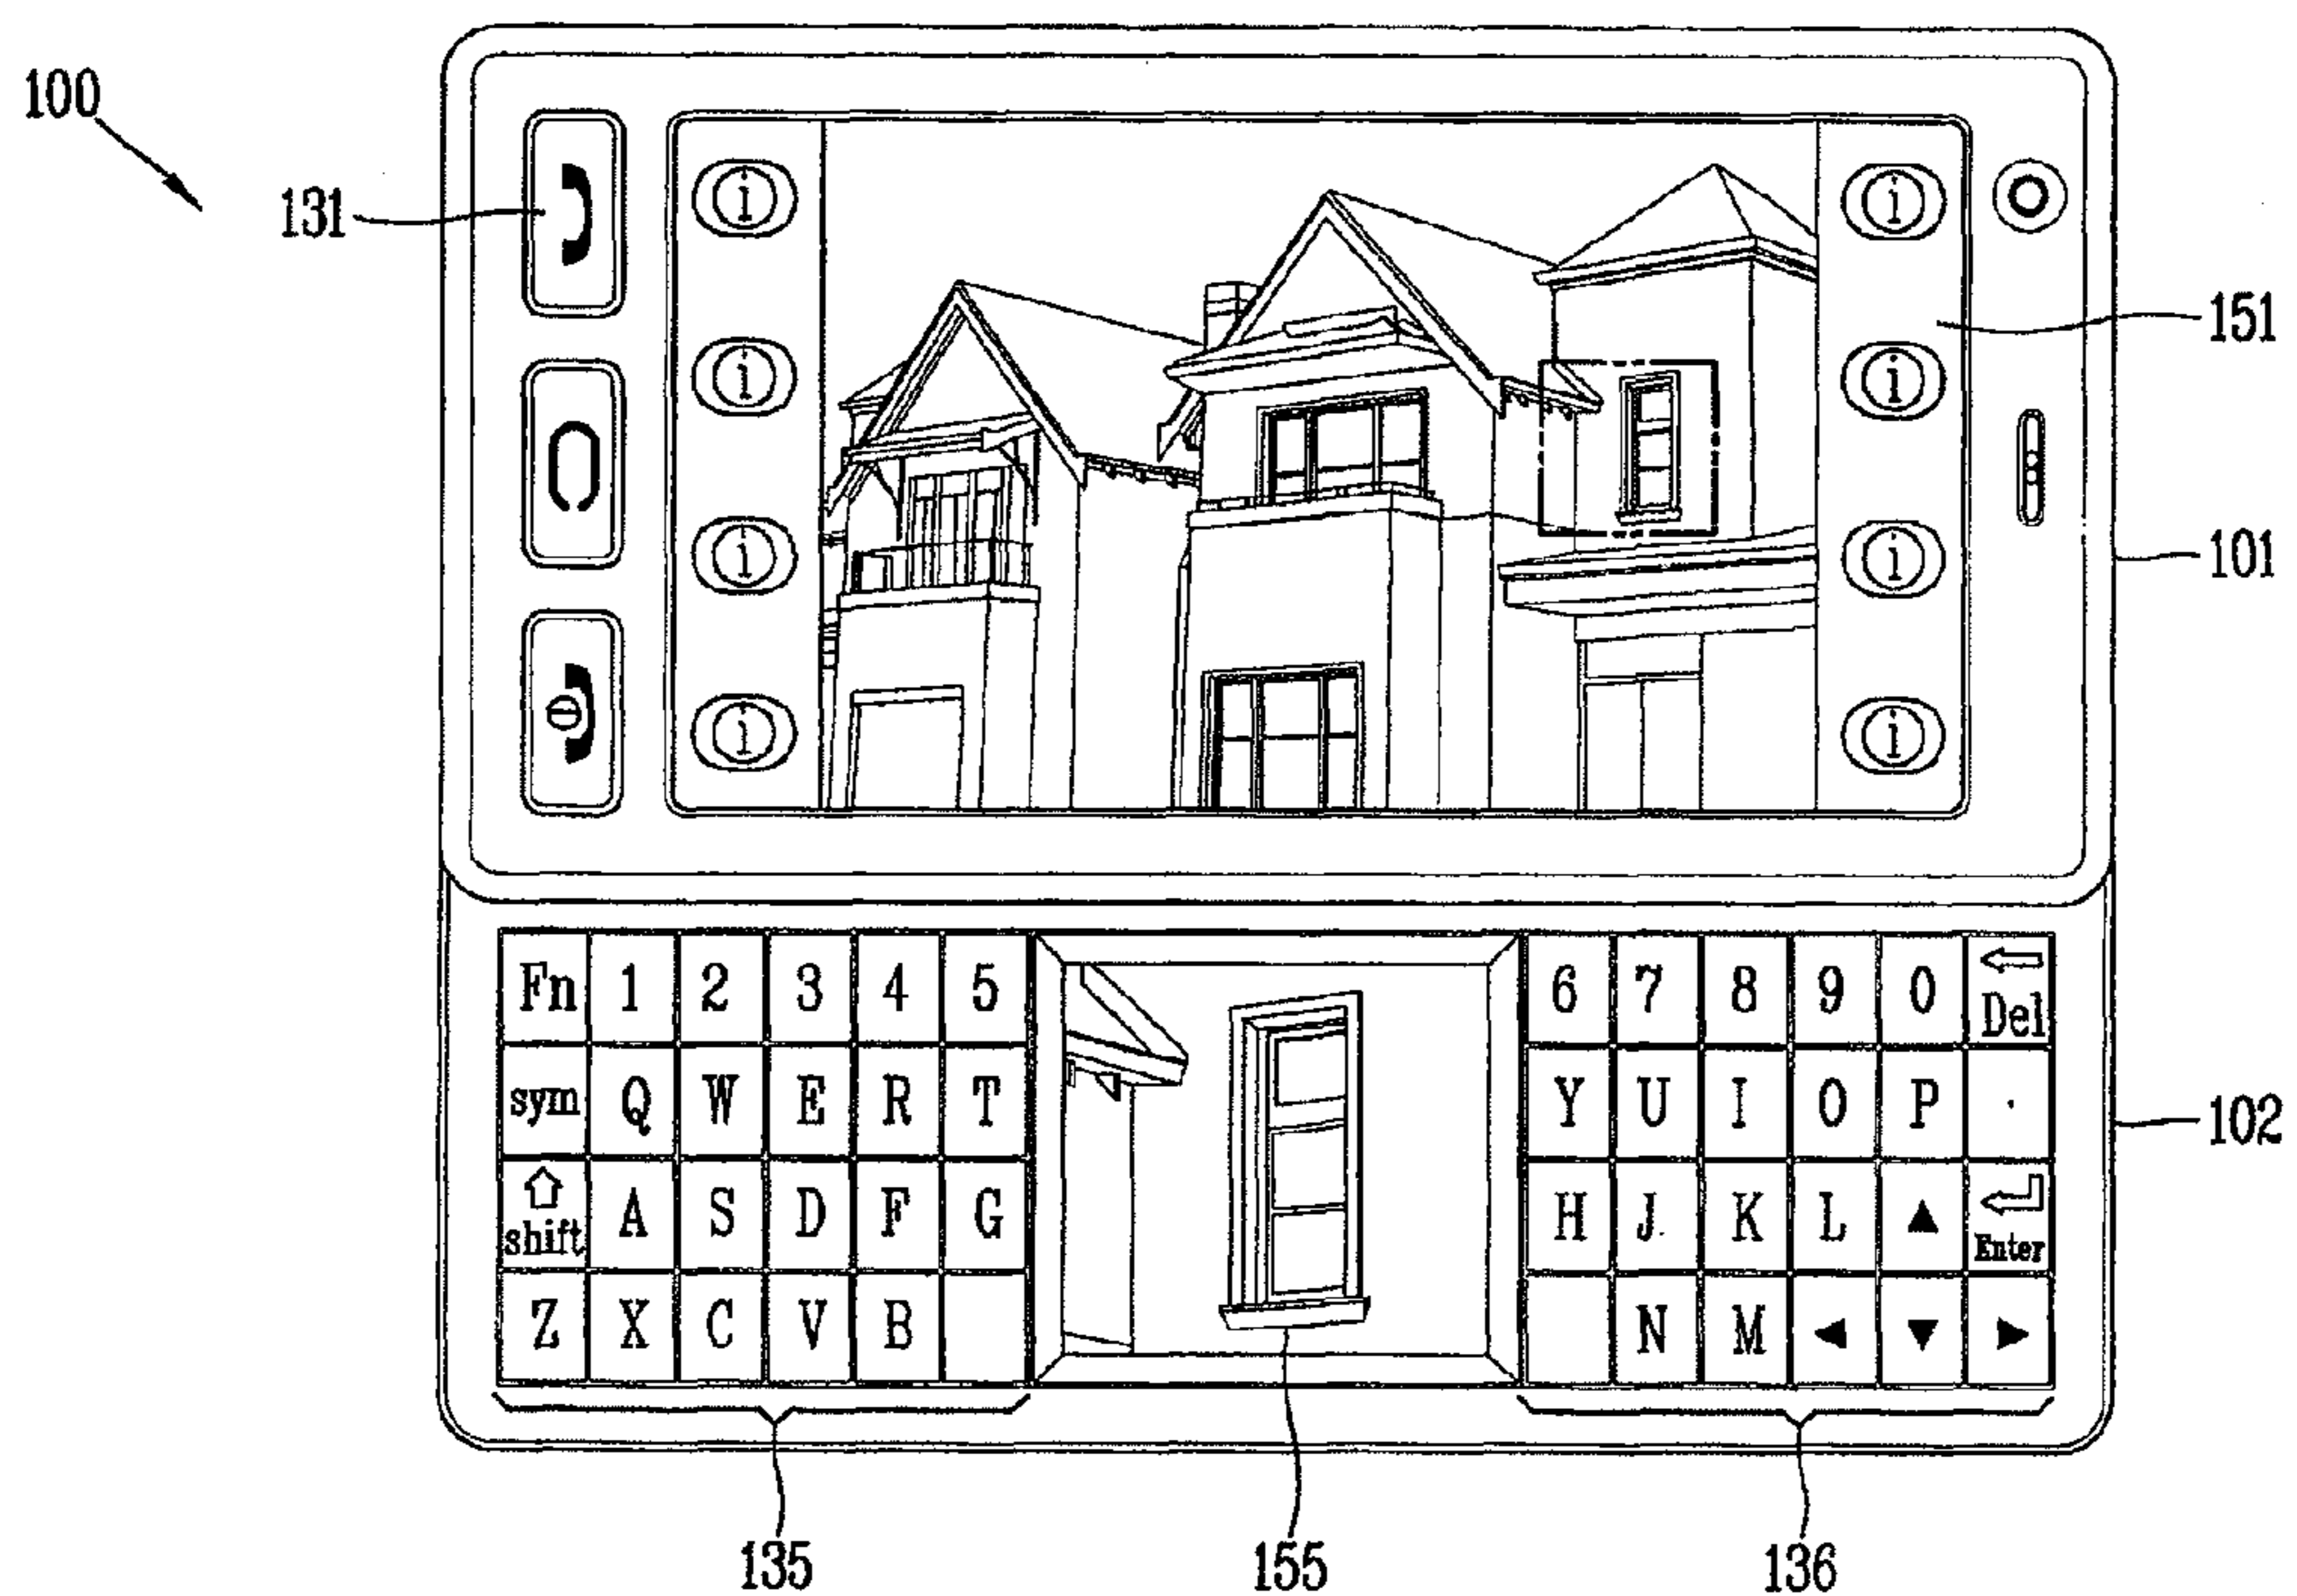 100
131
i i
151
i i
i i
101
i i
Fn 1 2 3 4 5 6 7 8 9 0 Del
sym Q W E R T Y U I O P .
102
shift A S D F G H J K L ▲ Enter
Z X C V B N M ◀ ▼ ▶
135 155 136